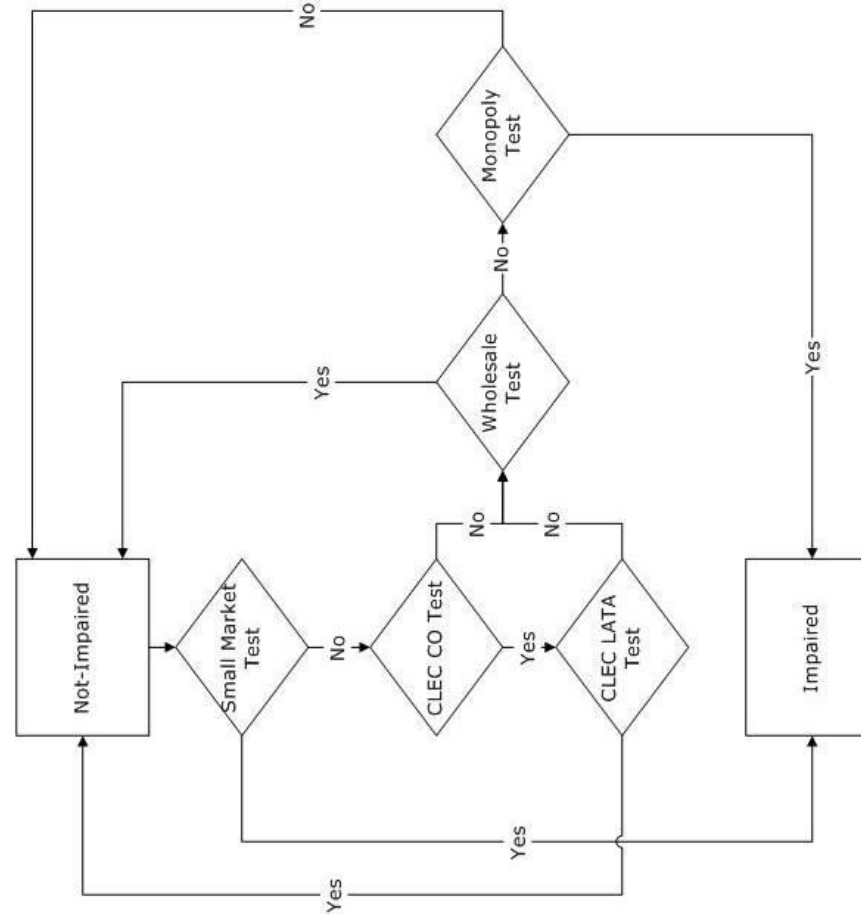 Not-Impaired
Small Market
Test
No
Yes
CLEC CO Test
No
Yes
CLEC LATA
Test
No
Yes
Wholesale
Test
Yes
No
Monopoly
Test
No
Yes
Impaired